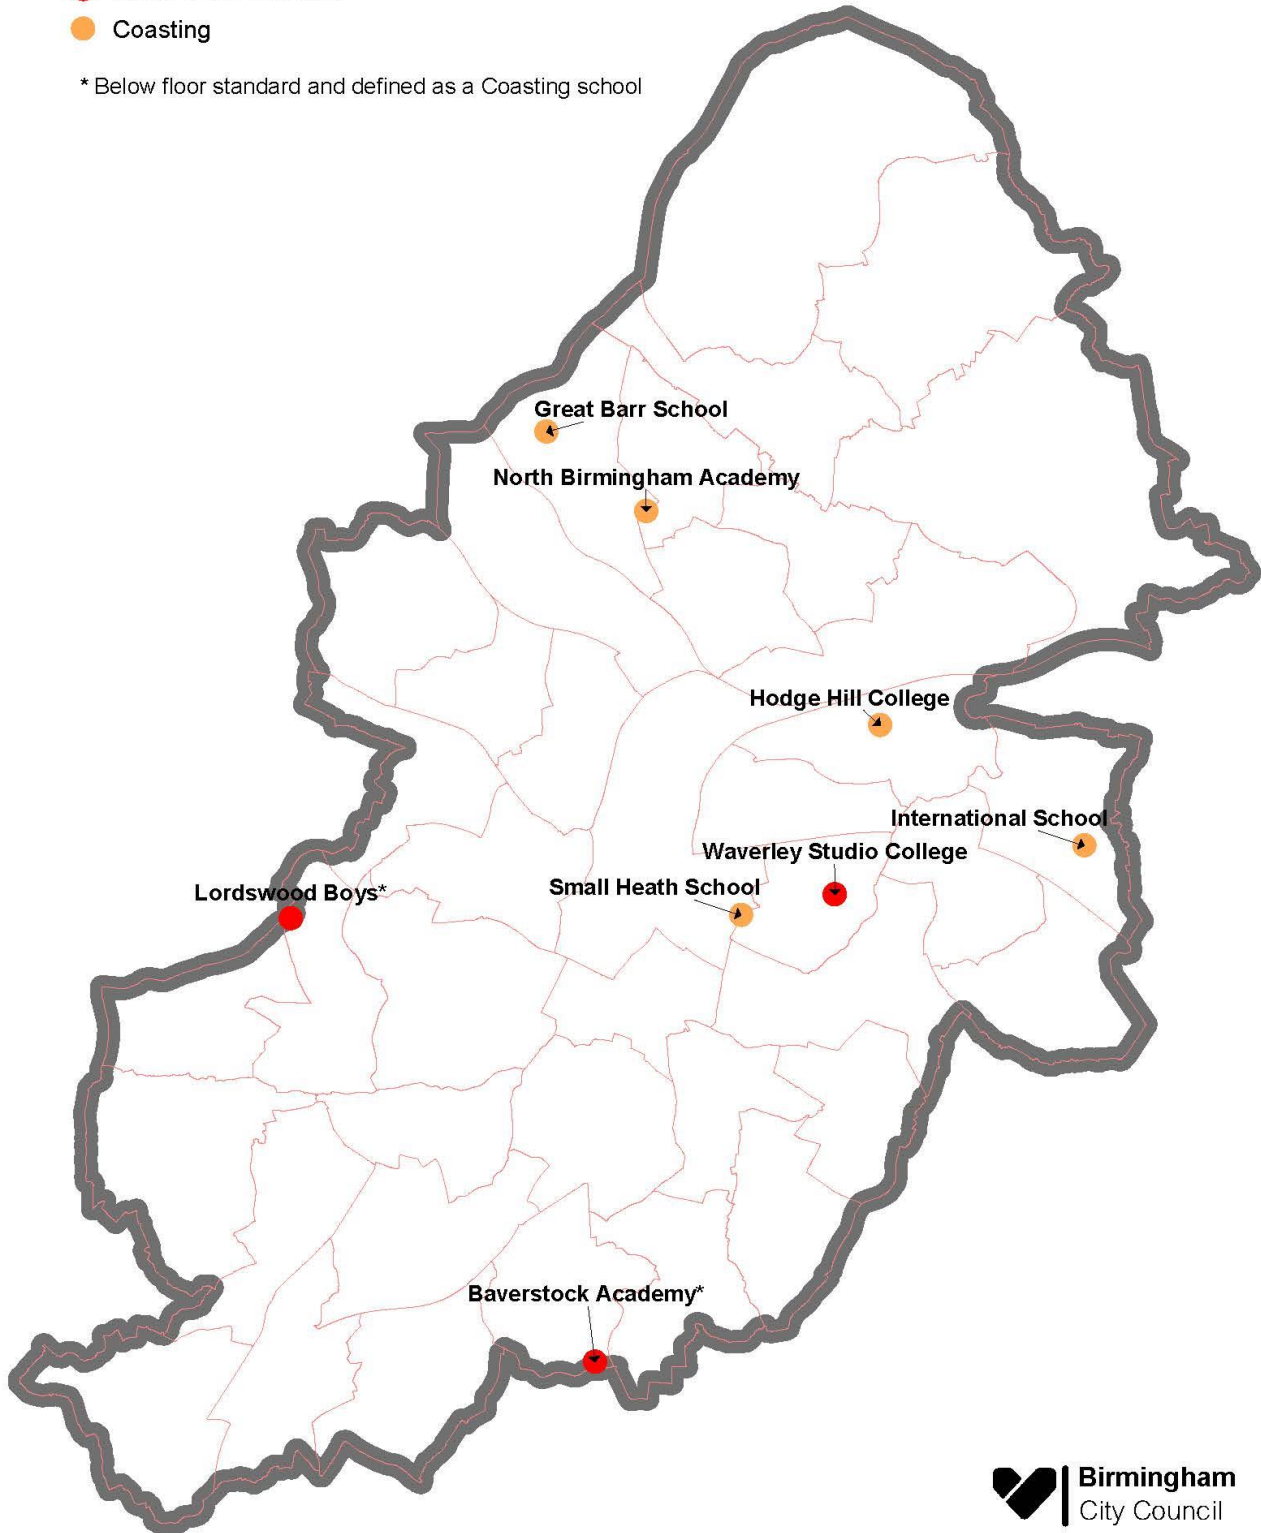 Coasting
* Below floor standard and defined as a Coasting school
Great Barr School
North Birmingham Academy
Hodge Hill College
International School
Waverley Studio College
Small Heath School
Lordswood Boys*
Baverstock Academy*
Birmingham
City Council